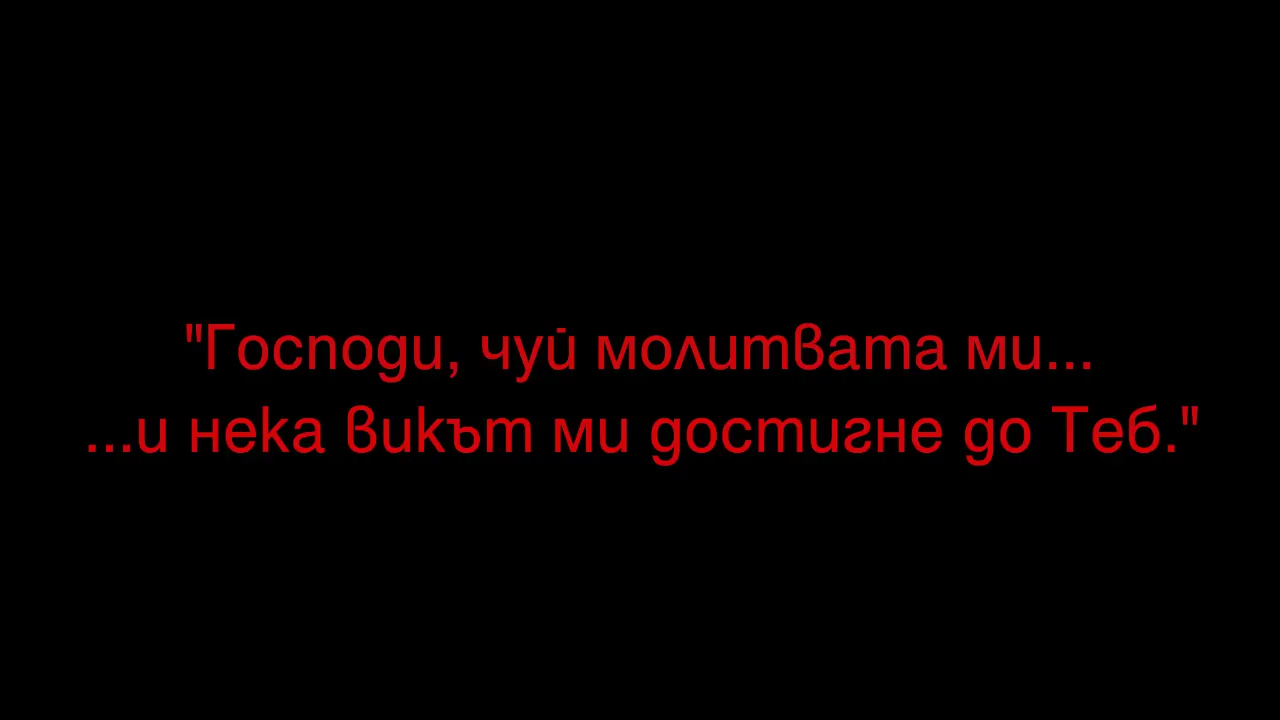 "Господи, чуй молитвата ми...
...и нека викът ми достигне до Теб."